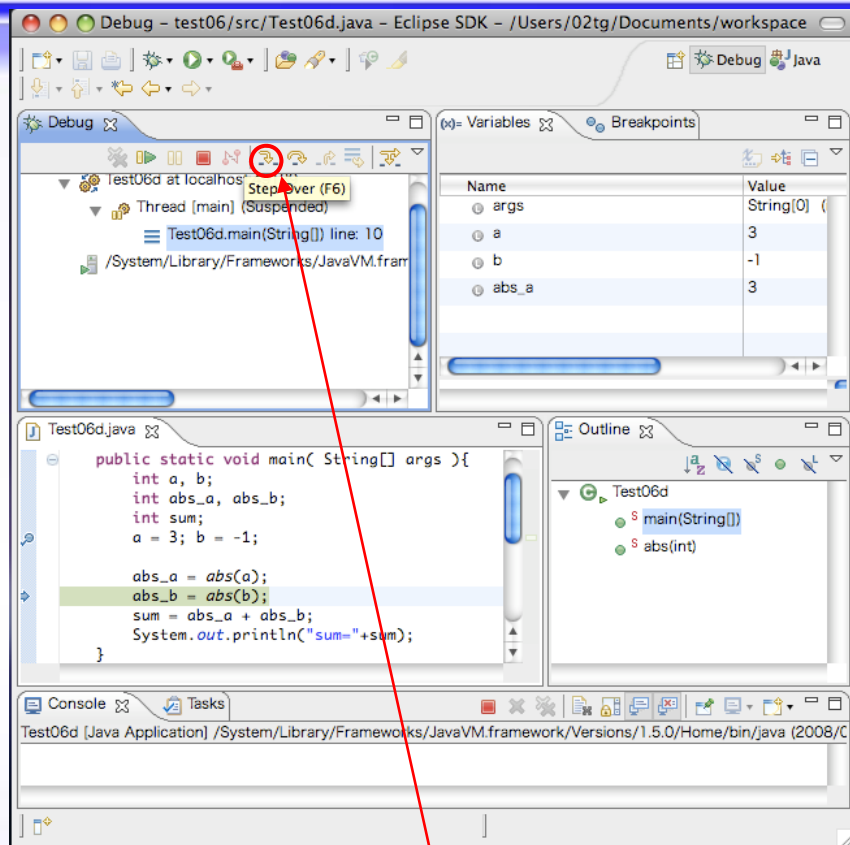 Debug – test06/src/Test06d.java – Eclipse SDK – /Users/02tg/Documents/workspace
Debug Java
Debug
Test06d at localhos
Step Over (F6)
Thread [main] (Suspended)
Test06d.main(String[]) line: 10
/System/Library/Frameworks/JavaVM.fram
(x)= Variables Breakpoints
Name Value
args String[0] (
a 3
b -1
abs_a 3
Test06d.java
public static void main( String[] args ){
int a, b;
int abs_a, abs_b;
int sum;
a = 3; b = -1;
abs_a = abs(a);
abs_b = abs(b);
sum = abs_a + abs_b;
System.out.println("sum="+sum);
}
Outline
Test06d
main(String[])
abs(int)
Console Tasks
Test06d [Java Application] /System/Library/Frameworks/JavaVM.framework/Versions/1.5.0/Home/bin/java (2008/